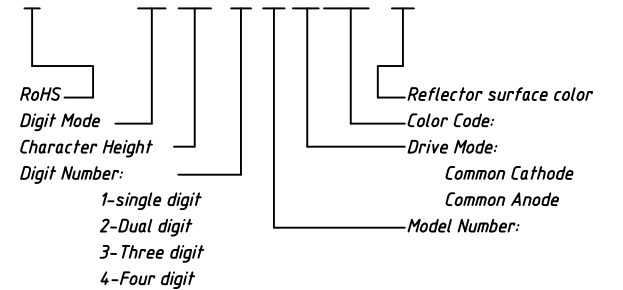 RoHS
Digit Mode
Character Height
Digit Number:
1-single digit
2-Dual digit
3-Three digit
4-Four digit
Reflector surface color
Color Code:
Drive Mode:
Common Cathode
Common Anode
Model Number: